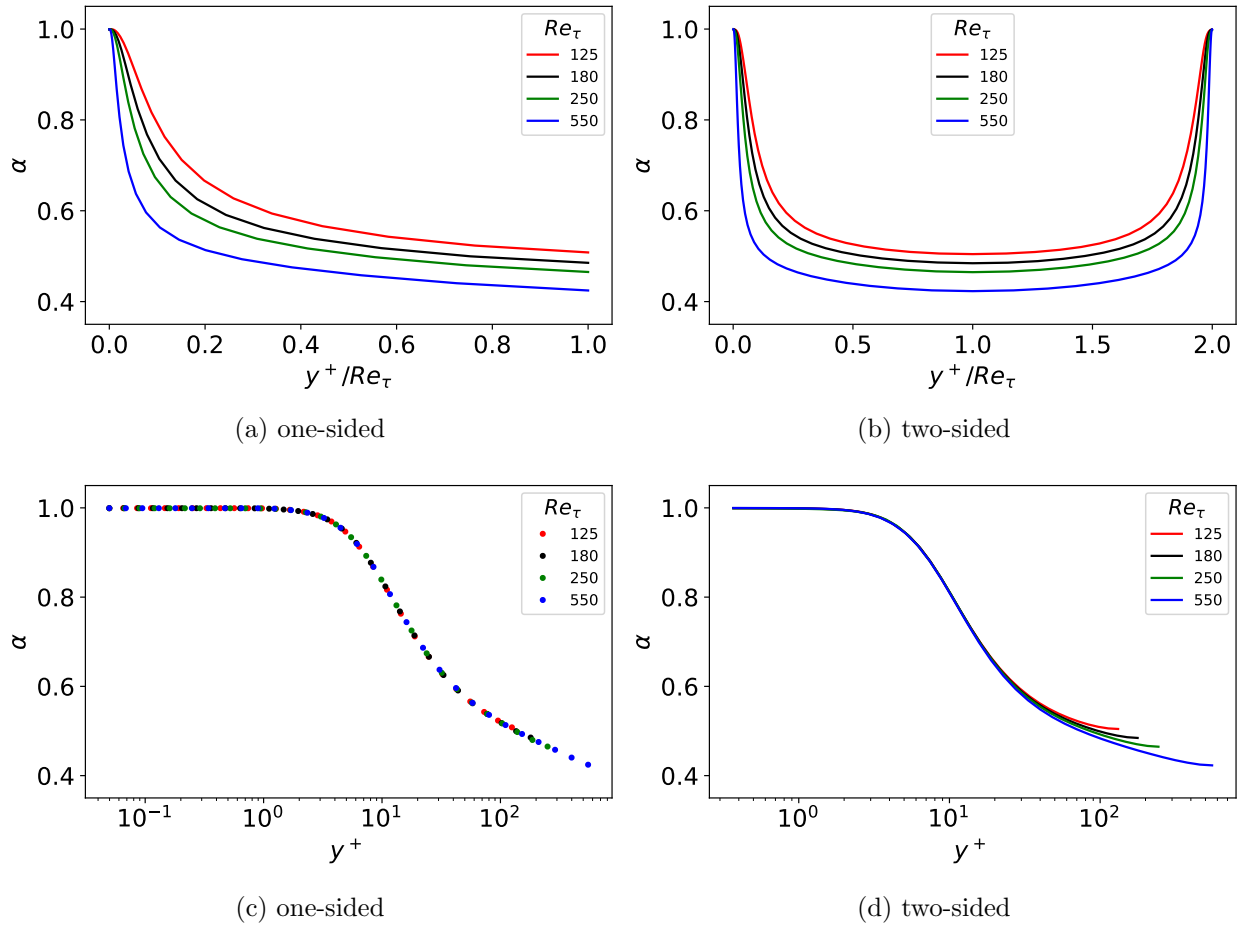 1.0
0.8
0.6
0.4
α
0.0 0.2 0.4 0.6 0.8 1.0
y⁺/Re_τ
Re_τ
125
180
250
550
(a) one-sided
1.0
0.8
0.6
0.4
α
0.0 0.5 1.0 1.5 2.0
y⁺/Re_τ
Re_τ
125
180
250
550
(b) two-sided
1.0
0.8
0.6
0.4
α
10⁻¹ 10⁰ 10¹ 10²
y⁺
Re_τ
125
180
250
550
(c) one-sided
1.0
0.8
0.6
0.4
α
10⁰ 10¹ 10²
y⁺
Re_τ
125
180
250
550
(d) two-sided